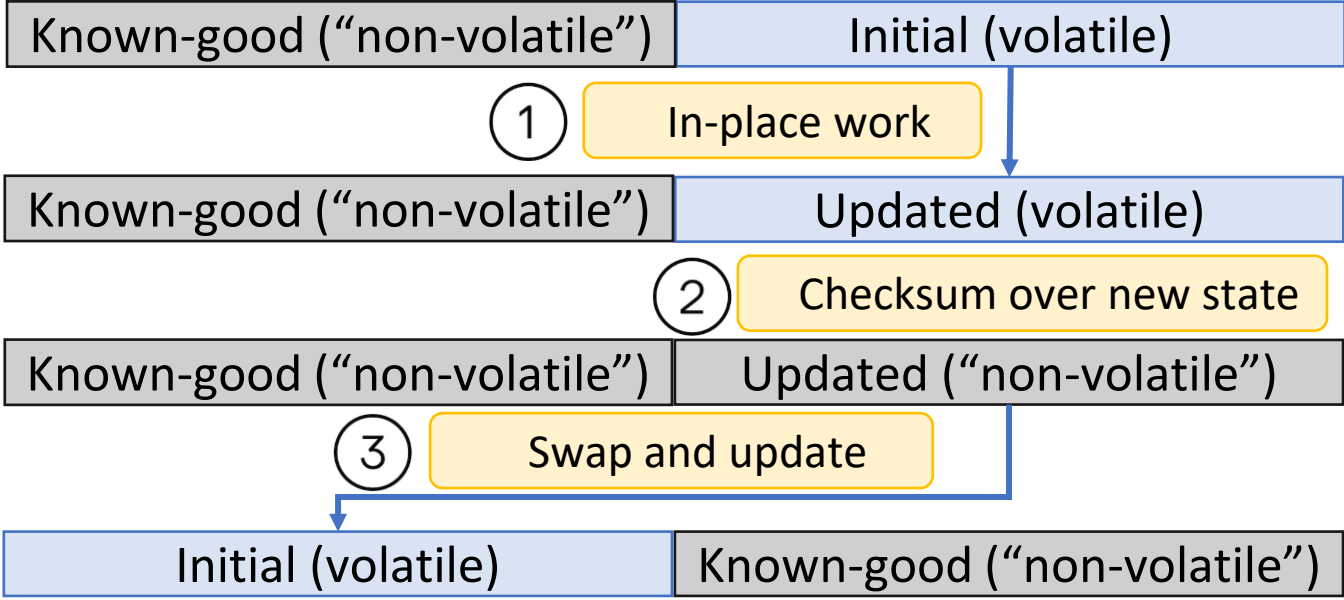 Known-good (“non-volatile”) Initial (volatile)
1 In-place work
Known-good (“non-volatile”) Updated (volatile)
2 Checksum over new state
Known-good (“non-volatile”) Updated (“non-volatile”)
3 Swap and update
Initial (volatile) Known-good (“non-volatile”)